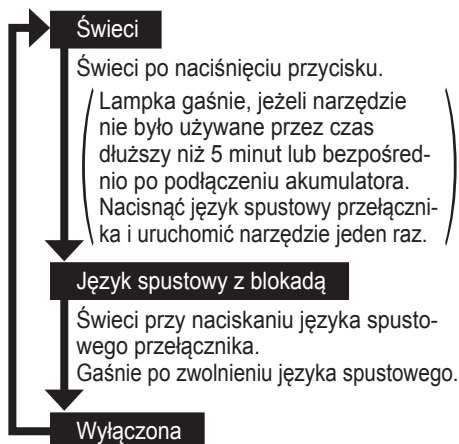 Świeci
Świeci po naciśnięciu przycisku.
Lampka gaśnie, jeżeli narzędzie
nie było używane przez czas
dłuższy niż 5 minut lub bezpośred-
nio po podłączeniu akumulatora.
Nacisnąć język spustowy przełączni-
ka i uruchomić narzędzie jeden raz.
Język spustowy z blokadą
Świeci przy naciskaniu języka spusto-
wego przełącznika.
Gaśnie po zwolnieniu języka spustowego.
Wyłączona